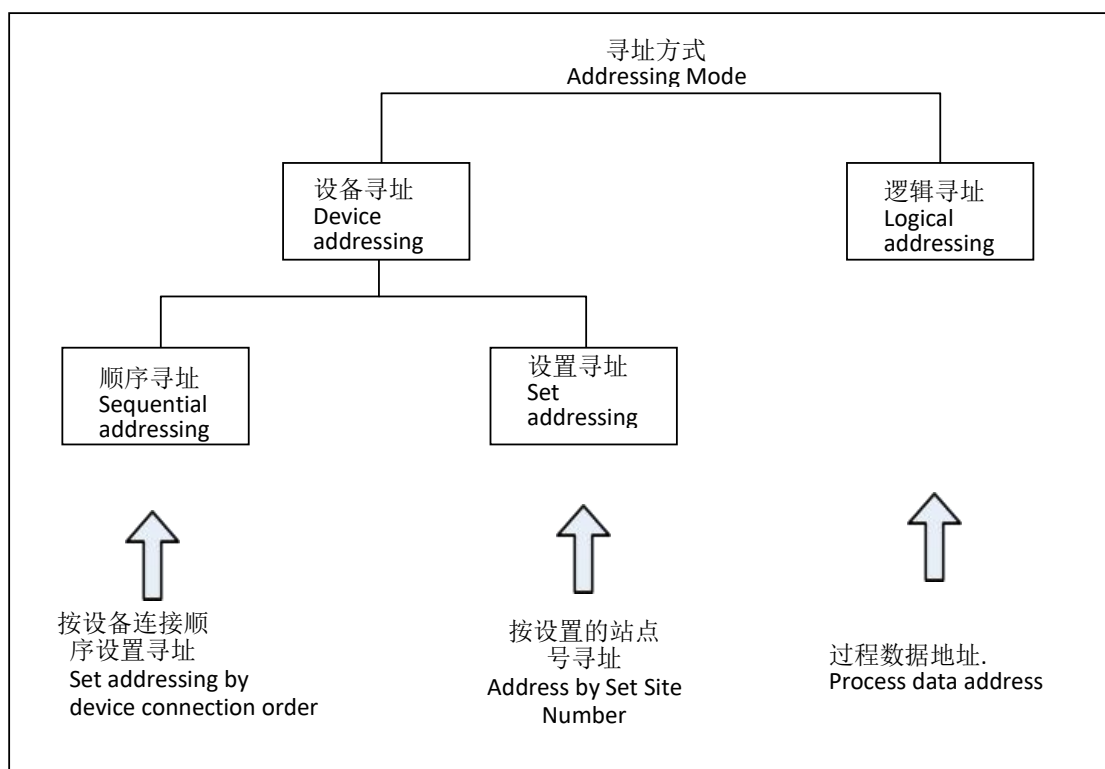 寻址方式
Addressing Mode
设备寻址
Device
addressing
逻辑寻址
Logical
addressing
顺序寻址
Sequential
addressing
设置寻址
Set
addressing
按设备连接顺
序设置寻址
Set addressing by
device connection order
按设置的站点
号寻址
Address by Set Site
Number
过程数据地址.
Process data address